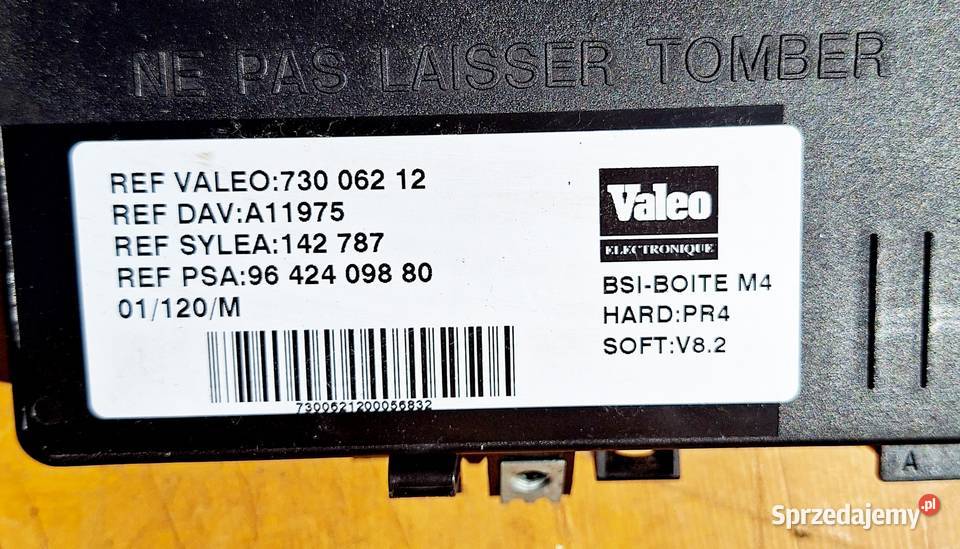 NE PAS LAISSER TOMBER
REF VALEO:730 062 12
REF DAV:A11975
REF SYLEA:142 787
REF PSA:96 424 098 80
01/120/M
7300621200056832
Valeo
ELECTRONIQUE
BSI-BOITE M4
HARD:PR4
SOFT:V8.2
A
Sprzedajemy.pl